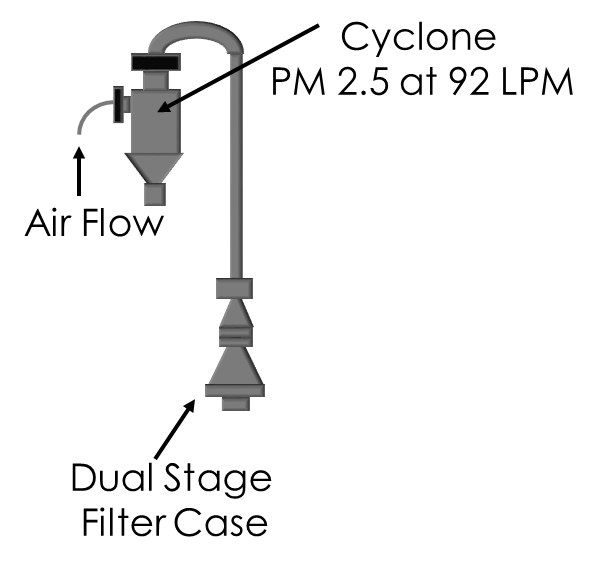 Cyclone
PM 2.5 at 92 LPM
Air Flow
Dual Stage
Filter Case